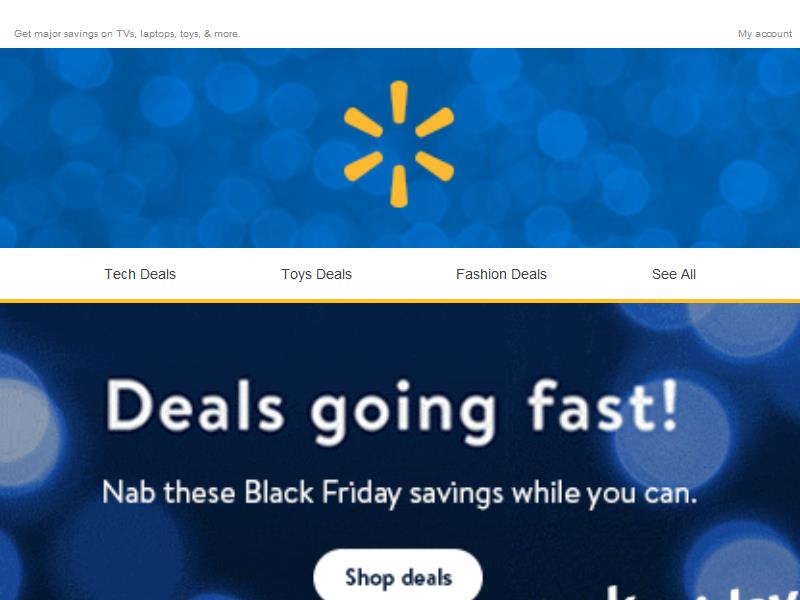 Get major savings on TVs, laptops, toys, & more.
My account
Tech Deals
Toys Deals
Fashion Deals
See All
Deals going fast!
Nab these Black Friday savings while you can.
Shop deals